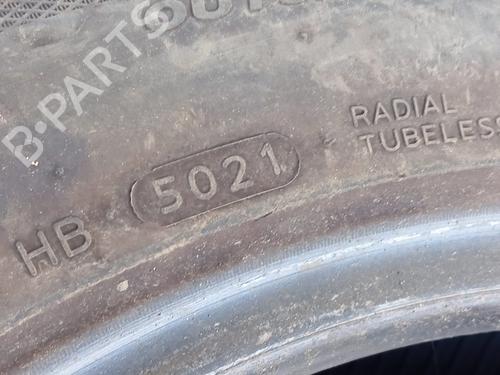 B-PARTS
RADIAL
TUBELESS
5021
HB